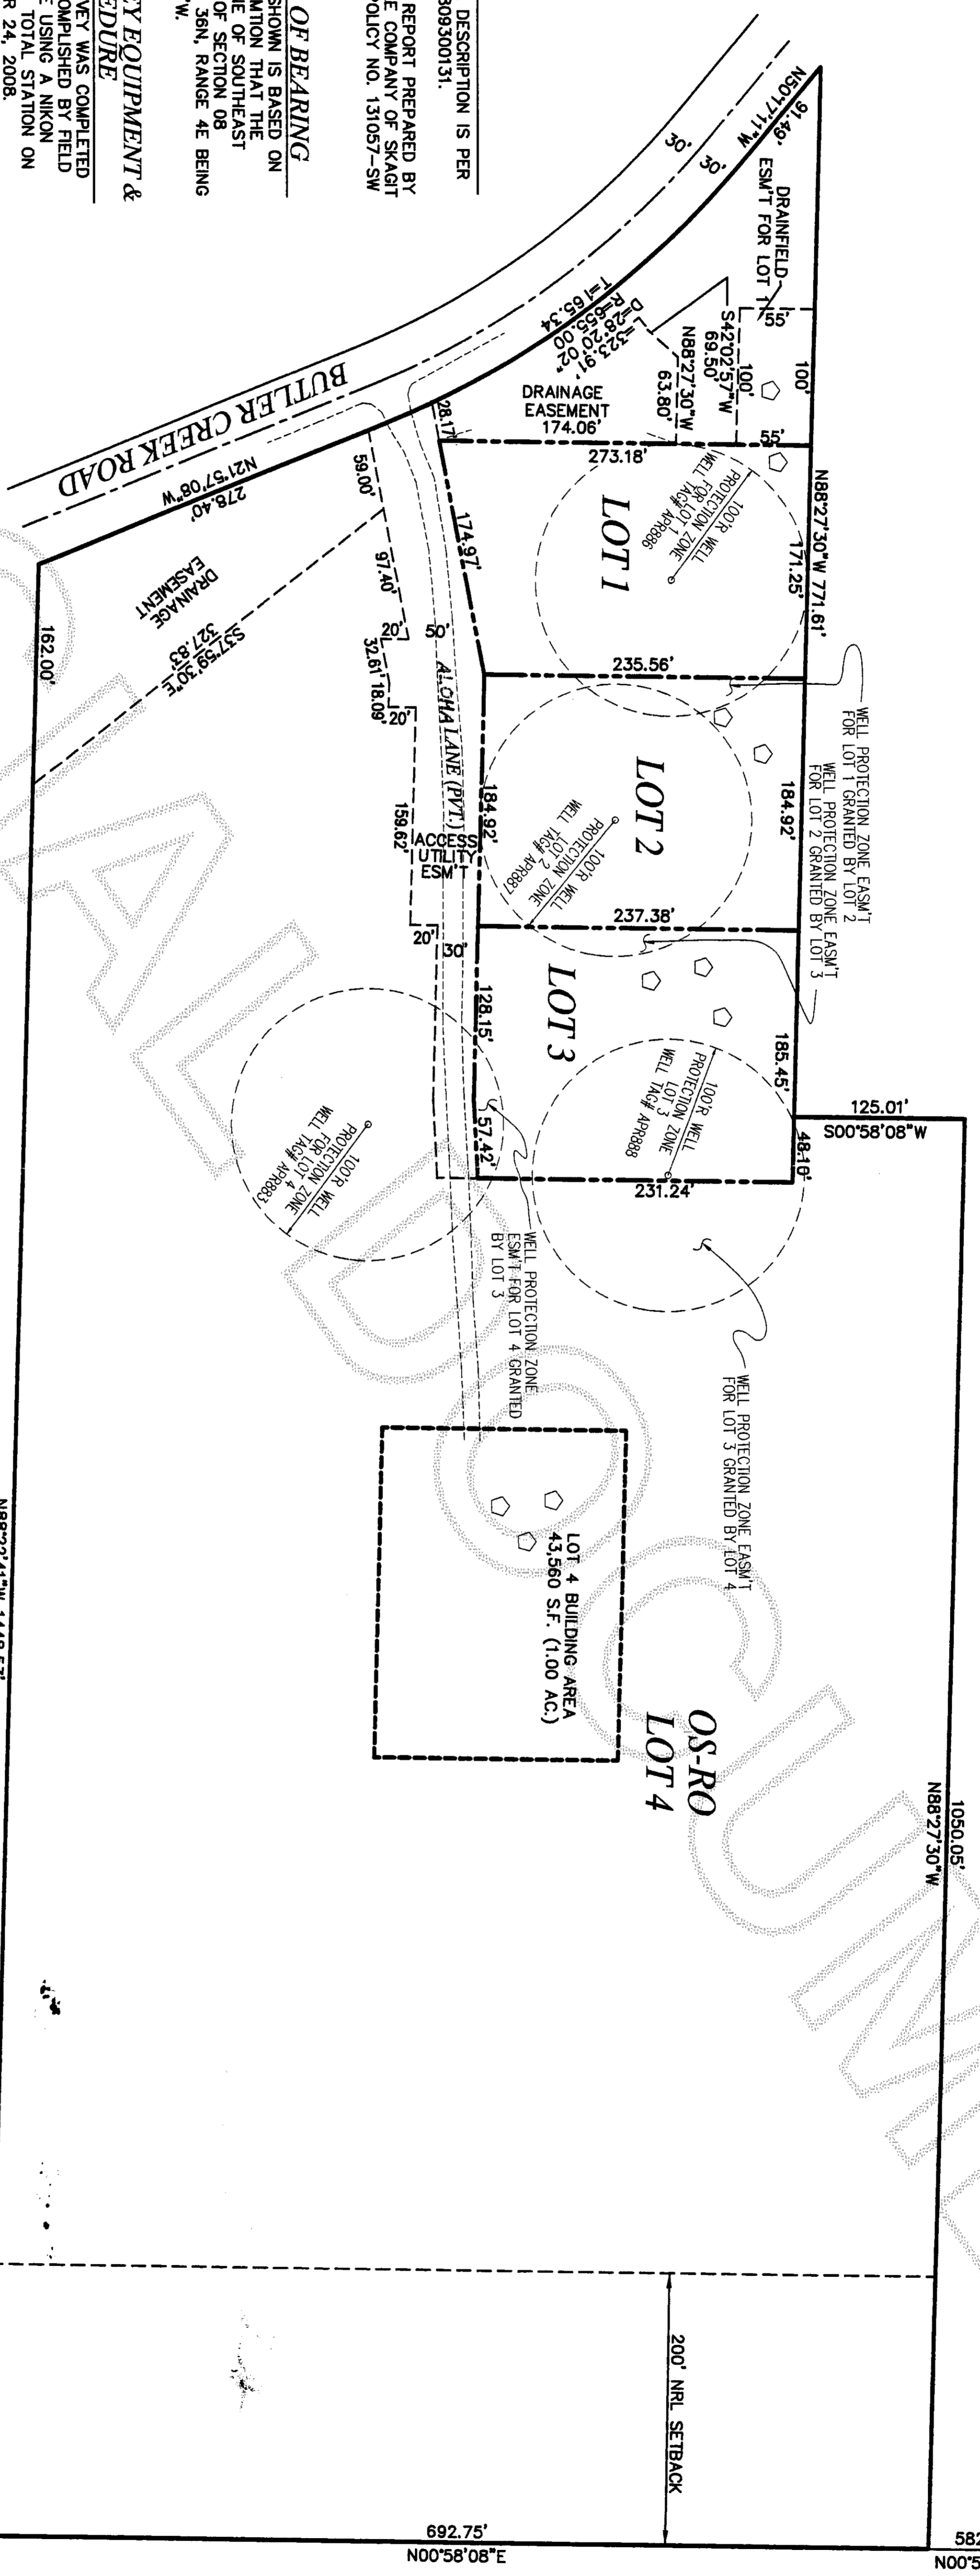 DESCRIPTION IS PER
809300131.
REPORT PREPARED BY
E COMPANY OF SKAGIT
POLICY NO. 131057-SW
OF BEARING
SHOWN IS BASED ON
MTION THAT THE
NE OF SOUTHEAST
OF SECTION 08
36N, RANGE 4E BEING
"W.
EY EQUIPMENT &
EDURE
VEY WAS COMPLETED
OMPLISHED BY FIELD
E USING A NIKON
TOTAL STATION ON
R 24, 2008.
N50°17'11"W
91.49'
30'
30'
DRAINFIELD
ESM'T FOR LOT 1
55'
100'
100'
55'
S42°02'57"W
69.50'
N88°27'30"W
63.80'
323.91'
D=28°20'02"
R=655.00
T=165.34
DRAINAGE
EASEMENT
174.06'
28.17'
BUTLER CREEK ROAD
N21°57'08"W
278.40'
DRAINAGE
EASEMENT
S37°59'30"E
327.83'
162.00'
59.00'
97.40'
20'
50'
32.61'
18.09'
20'
159.62'
20'
30'
ALOHA LANE (PVT.)
ACCESS
UTILITY
ESM'T
N88°27'30"W 771.61'
273.18'
LOT 1
100'R WELL
PROTECTION ZONE
WELL FOR LOT 1
WELL TAG# APR886
171.25'
174.97'
235.56'
WELL PROTECTION ZONE EASM'T
FOR LOT 1 GRANTED BY LOT 2
WELL PROTECTION ZONE EASM'T
FOR LOT 2 GRANTED BY LOT 3
LOT 2
100'R WELL
PROTECTION ZONE
LOT 2
WELL TAG# APR887
184.92'
184.92'
237.38'
LOT 3
100'R WELL
PROTECTION ZONE
LOT 3
WELL TAG# APR888
185.45'
128.15'
57.42'
231.24'
48.10'
125.01'
S00°58'08"W
100'R WELL
PROTECTION ZONE
WELL FOR LOT 4
WELL TAG# APR883
WELL PROTECTION ZONE
ESM'T FOR LOT 4 GRANTED
BY LOT 3
WELL PROTECTION ZONE EASM'T
FOR LOT 3 GRANTED BY LOT 4
LOT 4 BUILDING AREA
43,560 S.F. (1.00 AC.)
OS-RO
LOT 4
1050.05'
N88°27'30"W
200' NRL SETBACK
692.75'
N00°58'08"E
582
N00°5